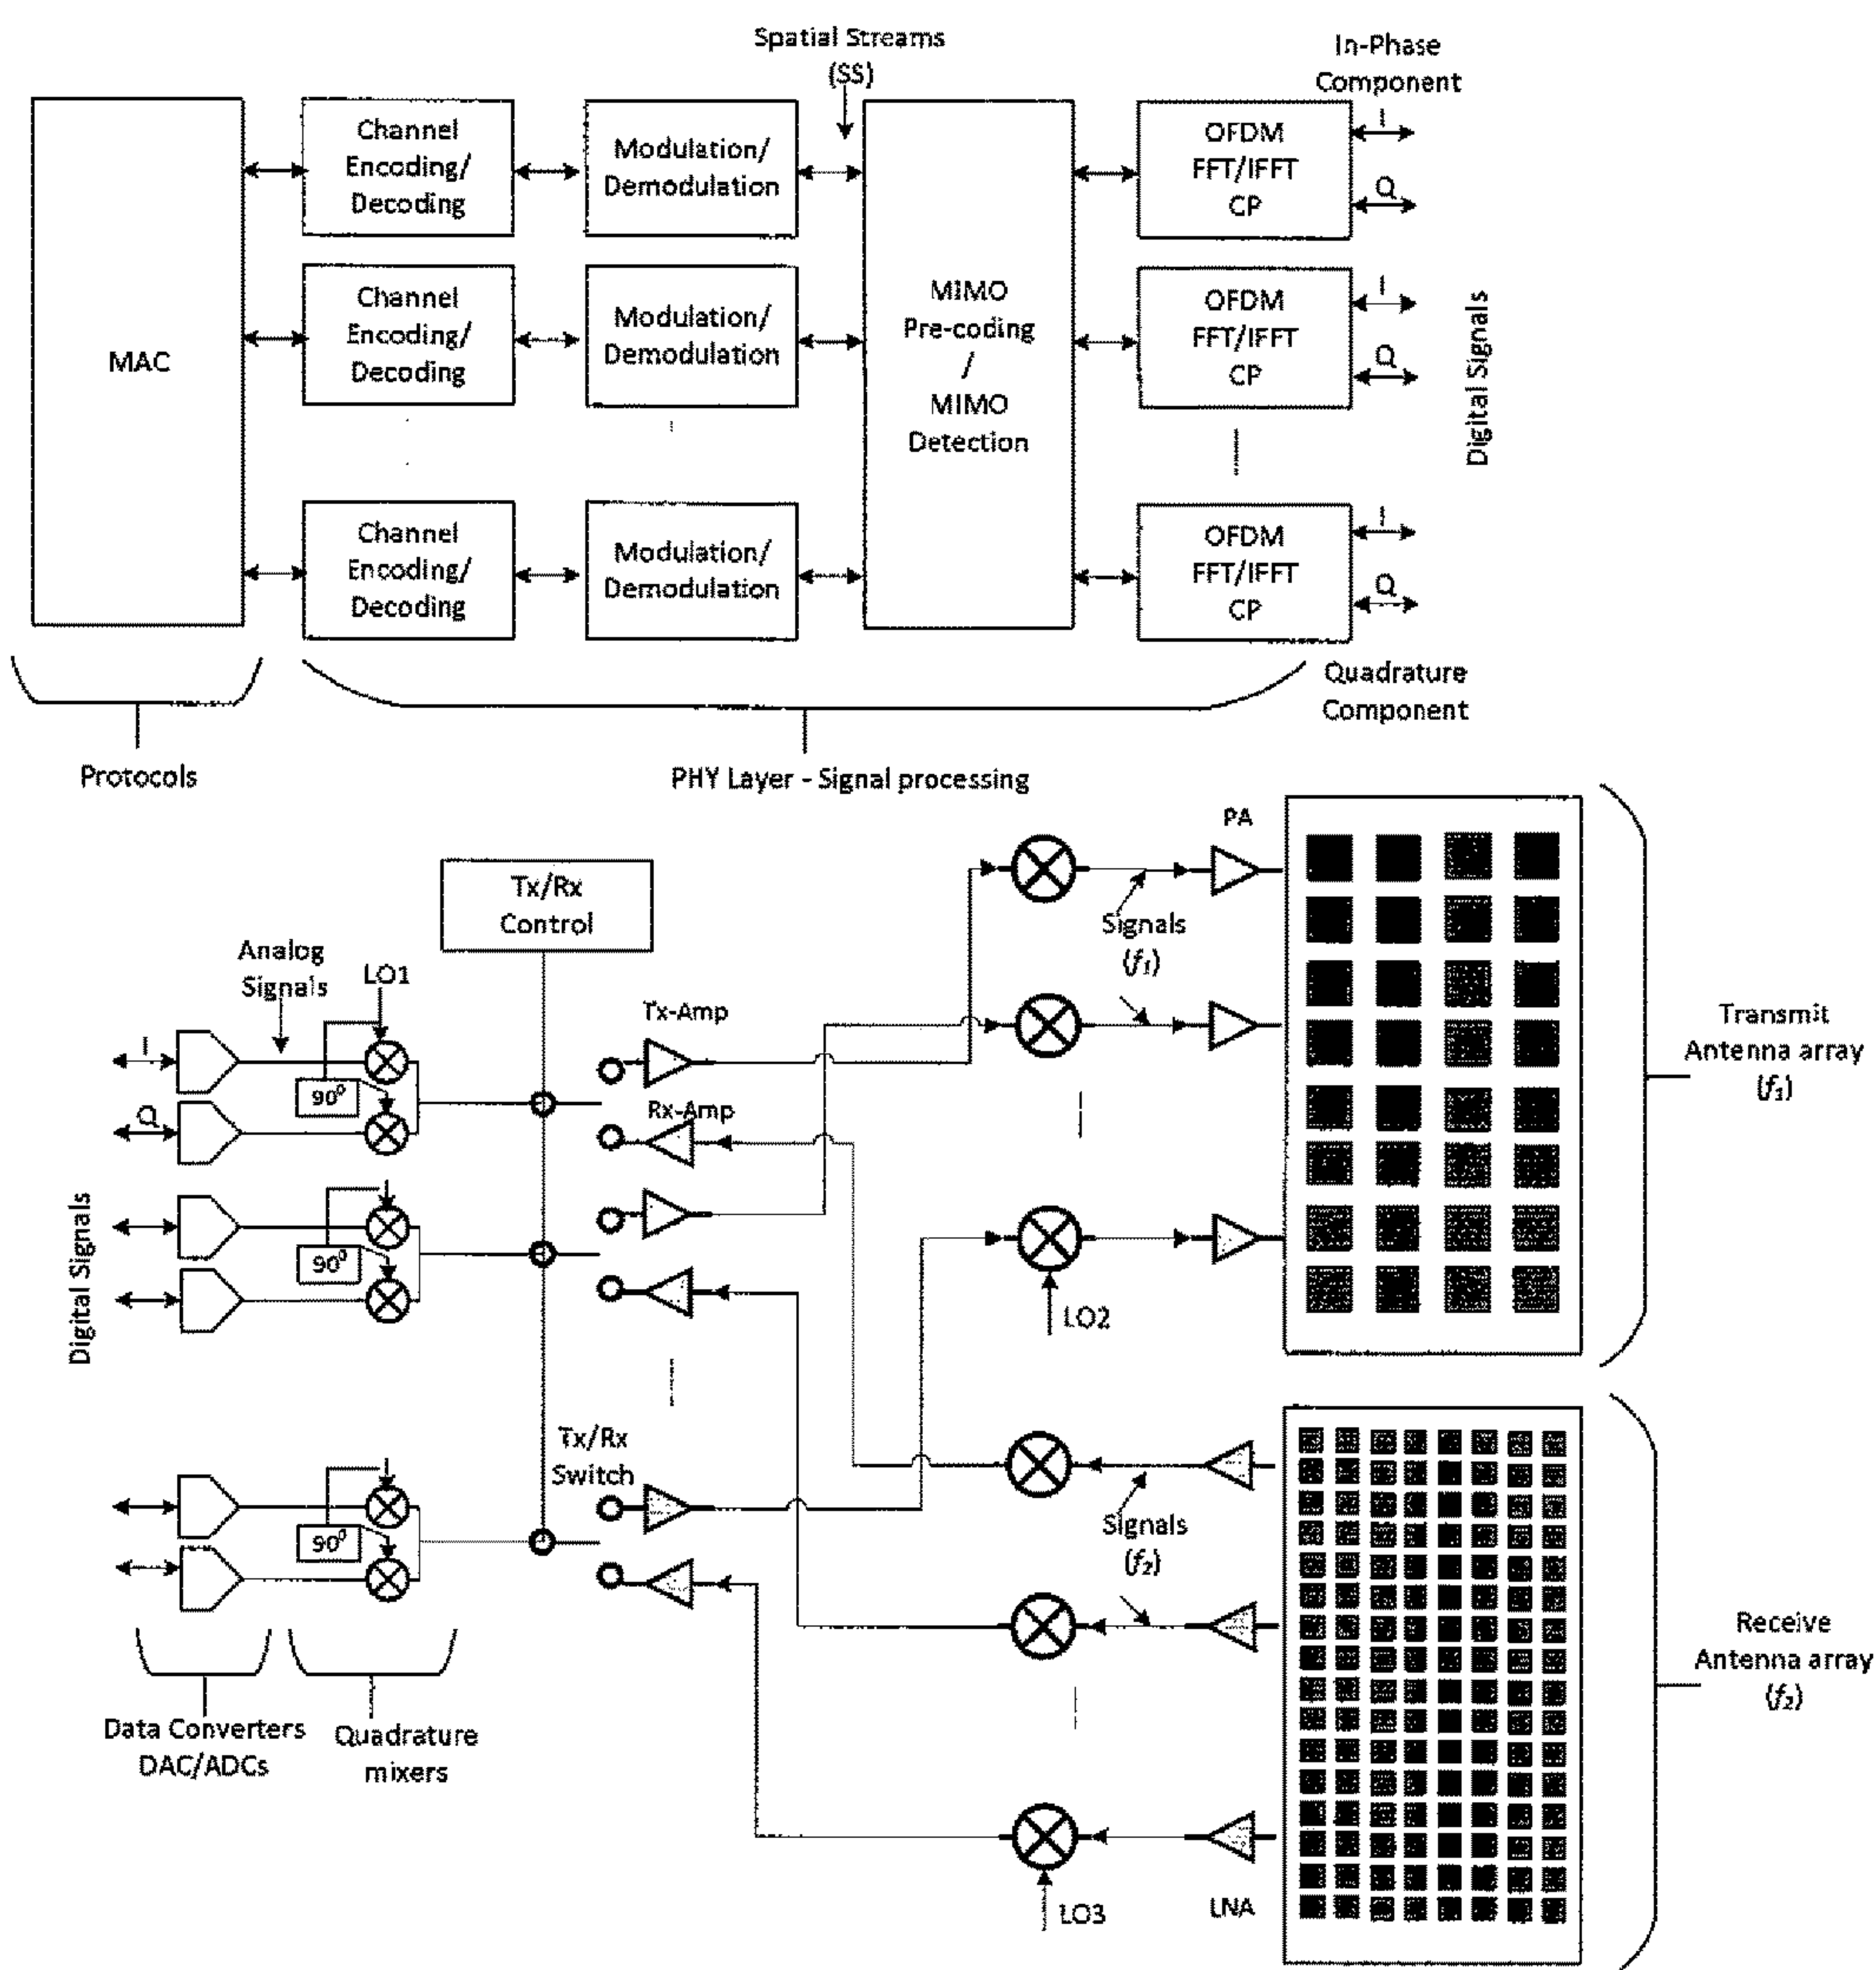 Spatial Streams
(SS)
In-Phase
Component
MAC
Channel
Encoding/
Decoding
Modulation/
Demodulation
MIMO
Pre-coding
/
MIMO
Detection
OFDM
FFT/IFFT
CP
I
Q
Channel
Encoding/
Decoding
Modulation/
Demodulation
OFDM
FFT/IFFT
CP
I
Q
Digital Signals
Channel
Encoding/
Decoding
Modulation/
Demodulation
OFDM
FFT/IFFT
CP
I
Q
Quadrature
Component
Protocols
PHY Layer - Signal processing
Tx/Rx
Control
PA
Signals
(f1)
Transmit
Antenna array
(f1)
Analog
Signals
LO1
Tx-Amp
I
90⁰
Q
Rx-Amp
Digital Signals
90⁰
LO2
Tx/Rx
Switch
90⁰
Signals
(f2)
Receive
Antenna array
(f2)
Data Converters
DAC/ADCs
Quadrature
mixers
LO3
LNA